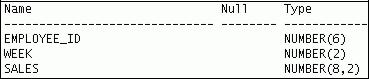 Name Null Type
------------------------------ -------- ------------
EMPLOYEE_ID NUMBER(6)
WEEK NUMBER(2)
SALES NUMBER(8,2)